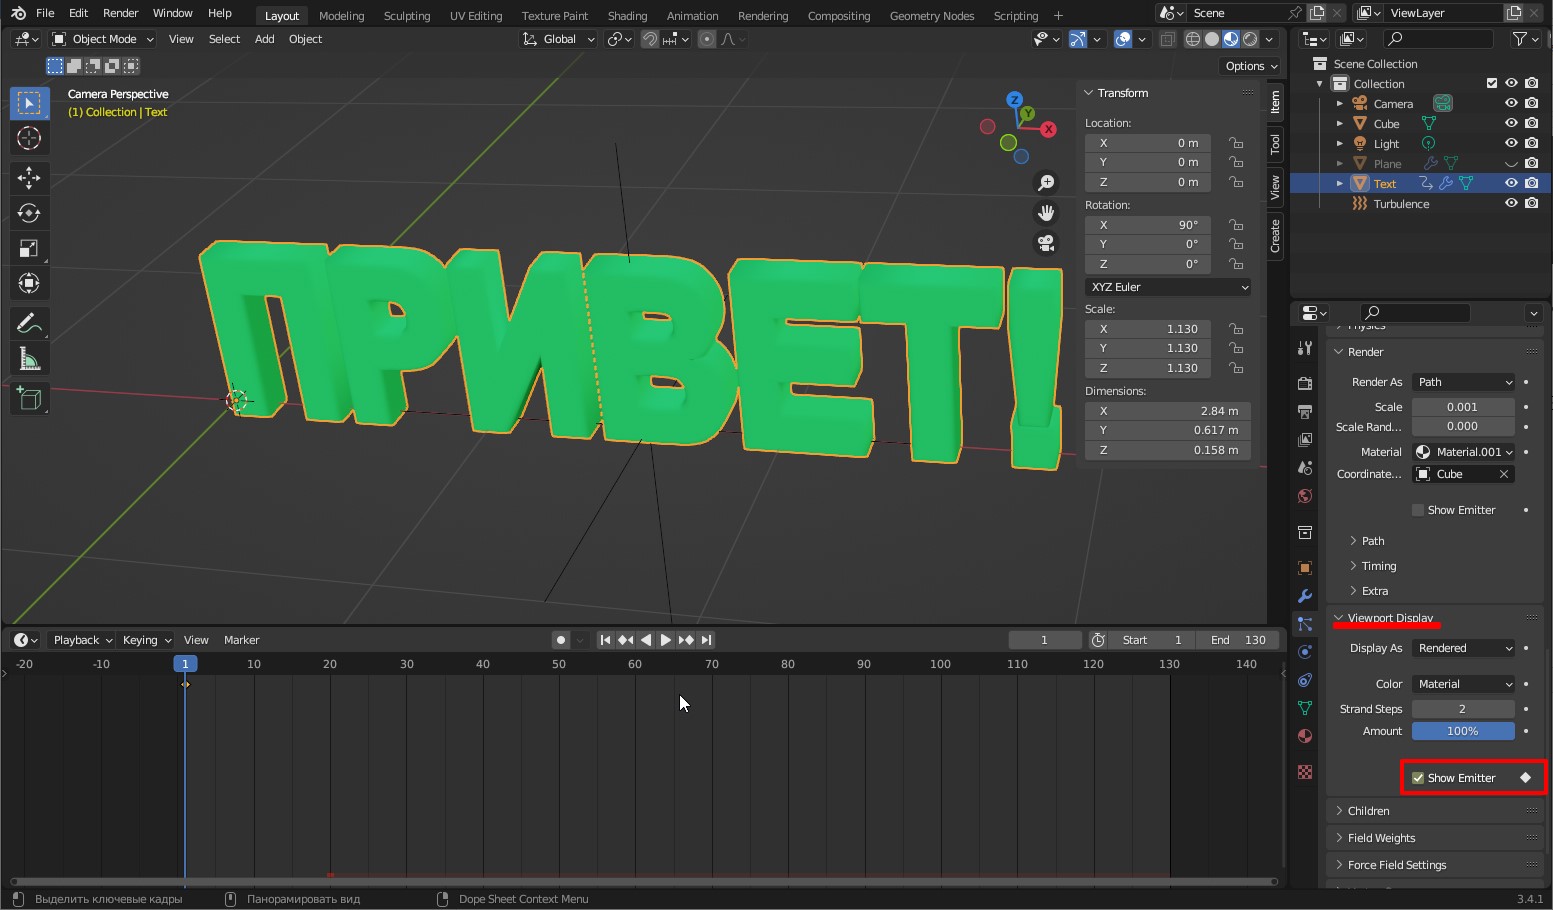 File Edit Render Window Help Layout Modeling Sculpting UV Editing Texture Paint Shading Animation Rendering Compositing Geometry Nodes Scripting + Scene ViewLayer
Object Mode View Select Add Object Global
Options
Camera Perspective
(1) Collection | Text
ПРИВЕТ!
Z
Y
X
Transform
Location:
X 0 m
Y 0 m
Z 0 m
Rotation:
X 90°
Y 0°
Z 0°
XYZ Euler
Scale:
X 1.130
Y 1.130
Z 1.130
Dimensions:
X 2.84 m
Y 0.617 m
Z 0.158 m
Item
Tool
View
Create
Scene Collection
Collection
Camera
Cube
Light
Plane
Text
Turbulence
Physics
Render
Render As Path
Scale 0.001
Scale Rand... 0.000
Material Material.001
Coordinate... Cube
Show Emitter
Path
Timing
Extra
Viewport Display
Display As Rendered
Color Material
Strand Steps 2
Amount 100%
Show Emitter
Children
Field Weights
Force Field Settings
Playback Keying View Marker 1 Start 1 End 130
-20 -10 1 10 20 30 40 50 60 70 80 90 100 110 120 130 140
Выделить ключевые кадры Панорамировать вид Dope Sheet Context Menu 3.4.1